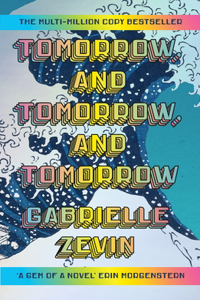 THE MULTI-MILLION COPY BESTSELLER
TOMORROW,
AND
TOMORROW,
AND
TOMORROW
GABRIELLE
ZEVIN
'A GEM OF A NOVEL' ERIN MORGENSTERN